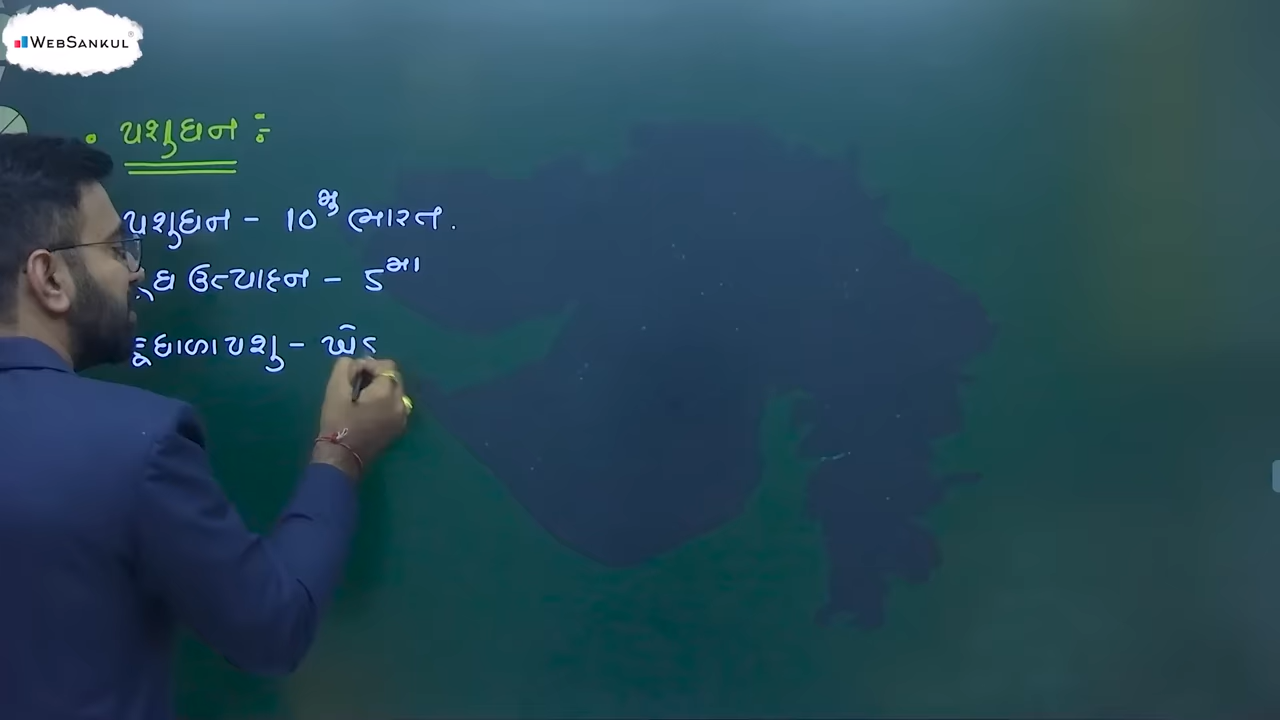 WEBSANKUL
• પશુધન :-
પશુધન - 10મુ ભારત.
દૂધ ઉત્પાદન - 5માં
દૂધાળા પશુ - ખેડ